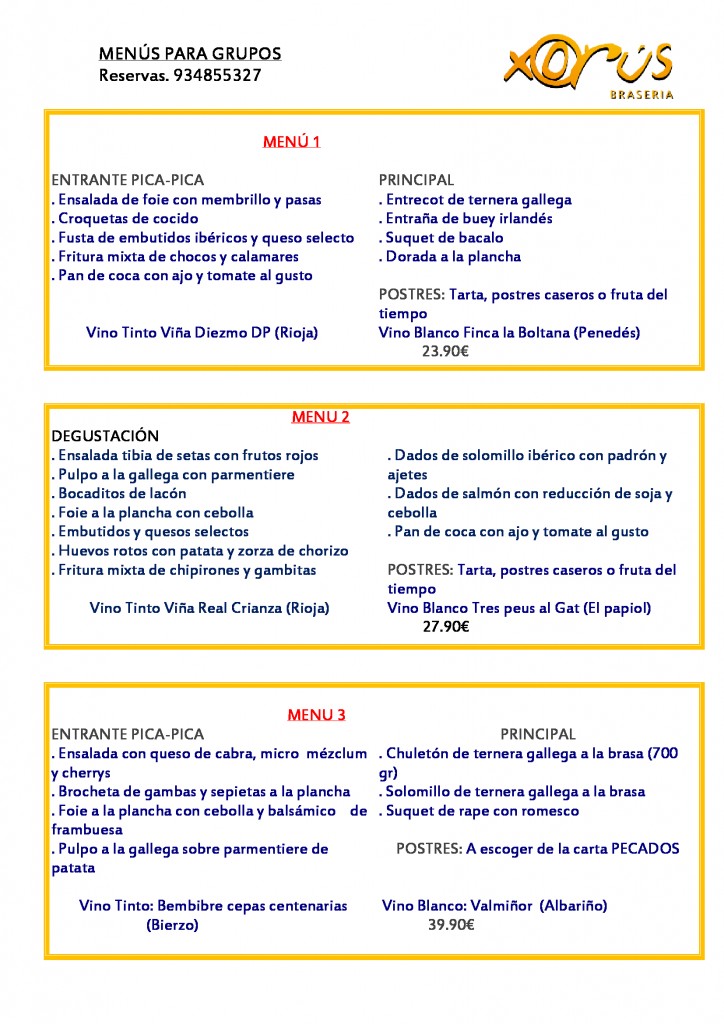 MENÚS PARA GRUPOS
Reservas. 934855327
xorús
BRASERIA
MENÚ 1
ENTRANTE PICA-PICA
. Ensalada de foie con membrillo y pasas
. Croquetas de cocido
. Fusta de embutidos ibéricos y queso selecto
. Fritura mixta de chocos y calamares
. Pan de coca con ajo y tomate al gusto
Vino Tinto Viña Diezmo DP (Rioja)
PRINCIPAL
. Entrecot de ternera gallega
. Entraña de buey irlandés
. Suquet de bacalo
. Dorada a la plancha
POSTRES: Tarta, postres caseros o fruta del
tiempo
Vino Blanco Finca la Boltana (Penedés)
23.90€
MENU 2
DEGUSTACIÓN
. Ensalada tibia de setas con frutos rojos
. Pulpo a la gallega con parmentiere
. Bocaditos de lacón
. Foie a la plancha con cebolla
. Embutidos y quesos selectos
. Huevos rotos con patata y zorza de chorizo
. Fritura mixta de chipirones y gambitas
Vino Tinto Viña Real Crianza (Rioja)
. Dados de solomillo ibérico con padrón y
ajetes
. Dados de salmón con reducción de soja y
cebolla
. Pan de coca con ajo y tomate al gusto
POSTRES: Tarta, postres caseros o fruta del
tiempo
Vino Blanco Tres peus al Gat (El papiol)
27.90€
MENU 3
ENTRANTE PICA-PICA
. Ensalada con queso de cabra, micro mézclum
y cherrys
. Brocheta de gambas y sepietas a la plancha
. Foie a la plancha con cebolla y balsámico de
frambuesa
. Pulpo a la gallega sobre parmentiere de
patata
Vino Tinto: Bembibre cepas centenarias
(Bierzo)
PRINCIPAL
. Chuletón de ternera gallega a la brasa (700
gr)
. Solomillo de ternera gallega a la brasa
. Suquet de rape con romesco
POSTRES: A escoger de la carta PECADOS
Vino Blanco: Valmiñor (Albariño)
39.90€